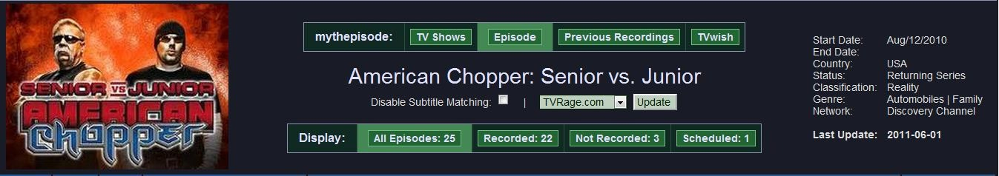 SENIOR VS JUNIOR
AMERICAN
Chopper
mythepisode: TV Shows Episode Previous Recordings TVwish
American Chopper: Senior vs. Junior
Disable Subtitle Matching: | TVRage.com Update
Display: All Episodes: 25 Recorded: 22 Not Recorded: 3 Scheduled: 1
Start Date: Aug/12/2010
End Date:
Country: USA
Status: Returning Series
Classification: Reality
Genre: Automobiles | Family
Network: Discovery Channel
Last Update: 2011-06-01